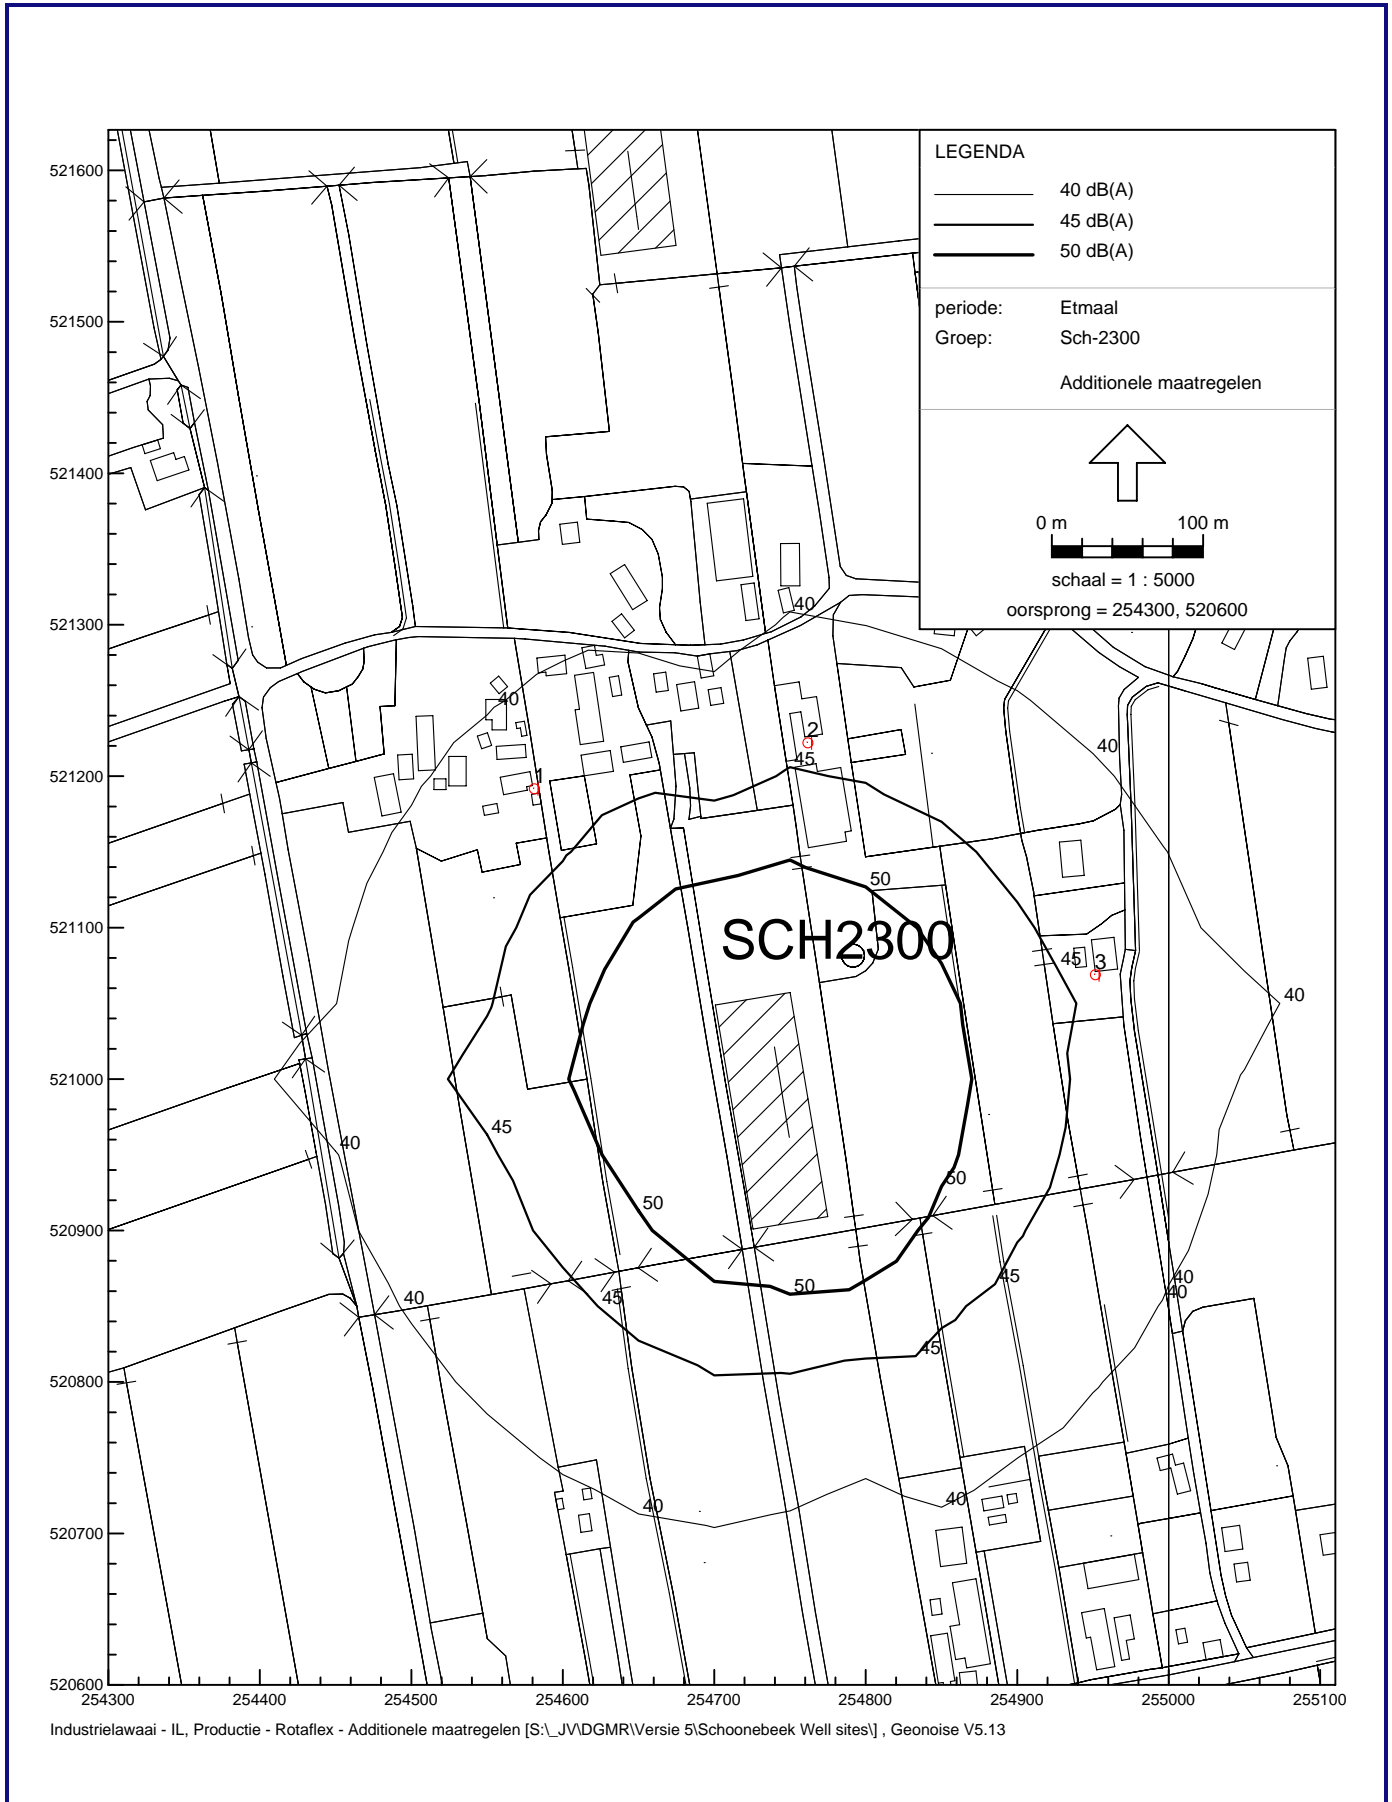 LEGENDA
40 dB(A)
45 dB(A)
50 dB(A)
periode: Etmaal
Groep: Sch-2300
Additionele maatregelen
0 m 100 m
schaal = 1 : 5000
oorsprong = 254300, 520600
521600
521500
521400
521300
521200
521100
521000
520900
520800
520700
520600
40
40
2
45
40
1
50
SCH2300
45
3
40
45
40
50
50
40
45
50
45
40
40
45
40
40
254300 254400 254500 254600 254700 254800 254900 255000 255100
Industrielawaai - IL, Productie - Rotaflex - Additionele maatregelen [S:\_JV\DGMR\Versie 5\Schoonebeek Well sites\] , Geonoise V5.13